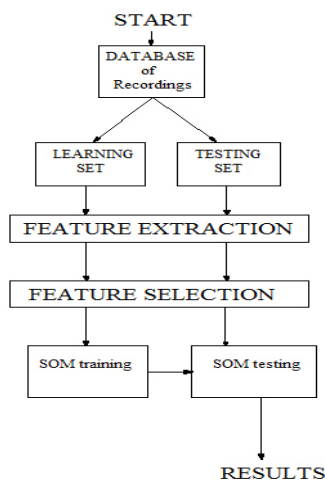 START
DATABASE
of
Recordings
LEARNING
SET
TESTING
SET
FEATURE EXTRACTION
FEATURE SELECTION
SOM training
SOM testing
RESULTS